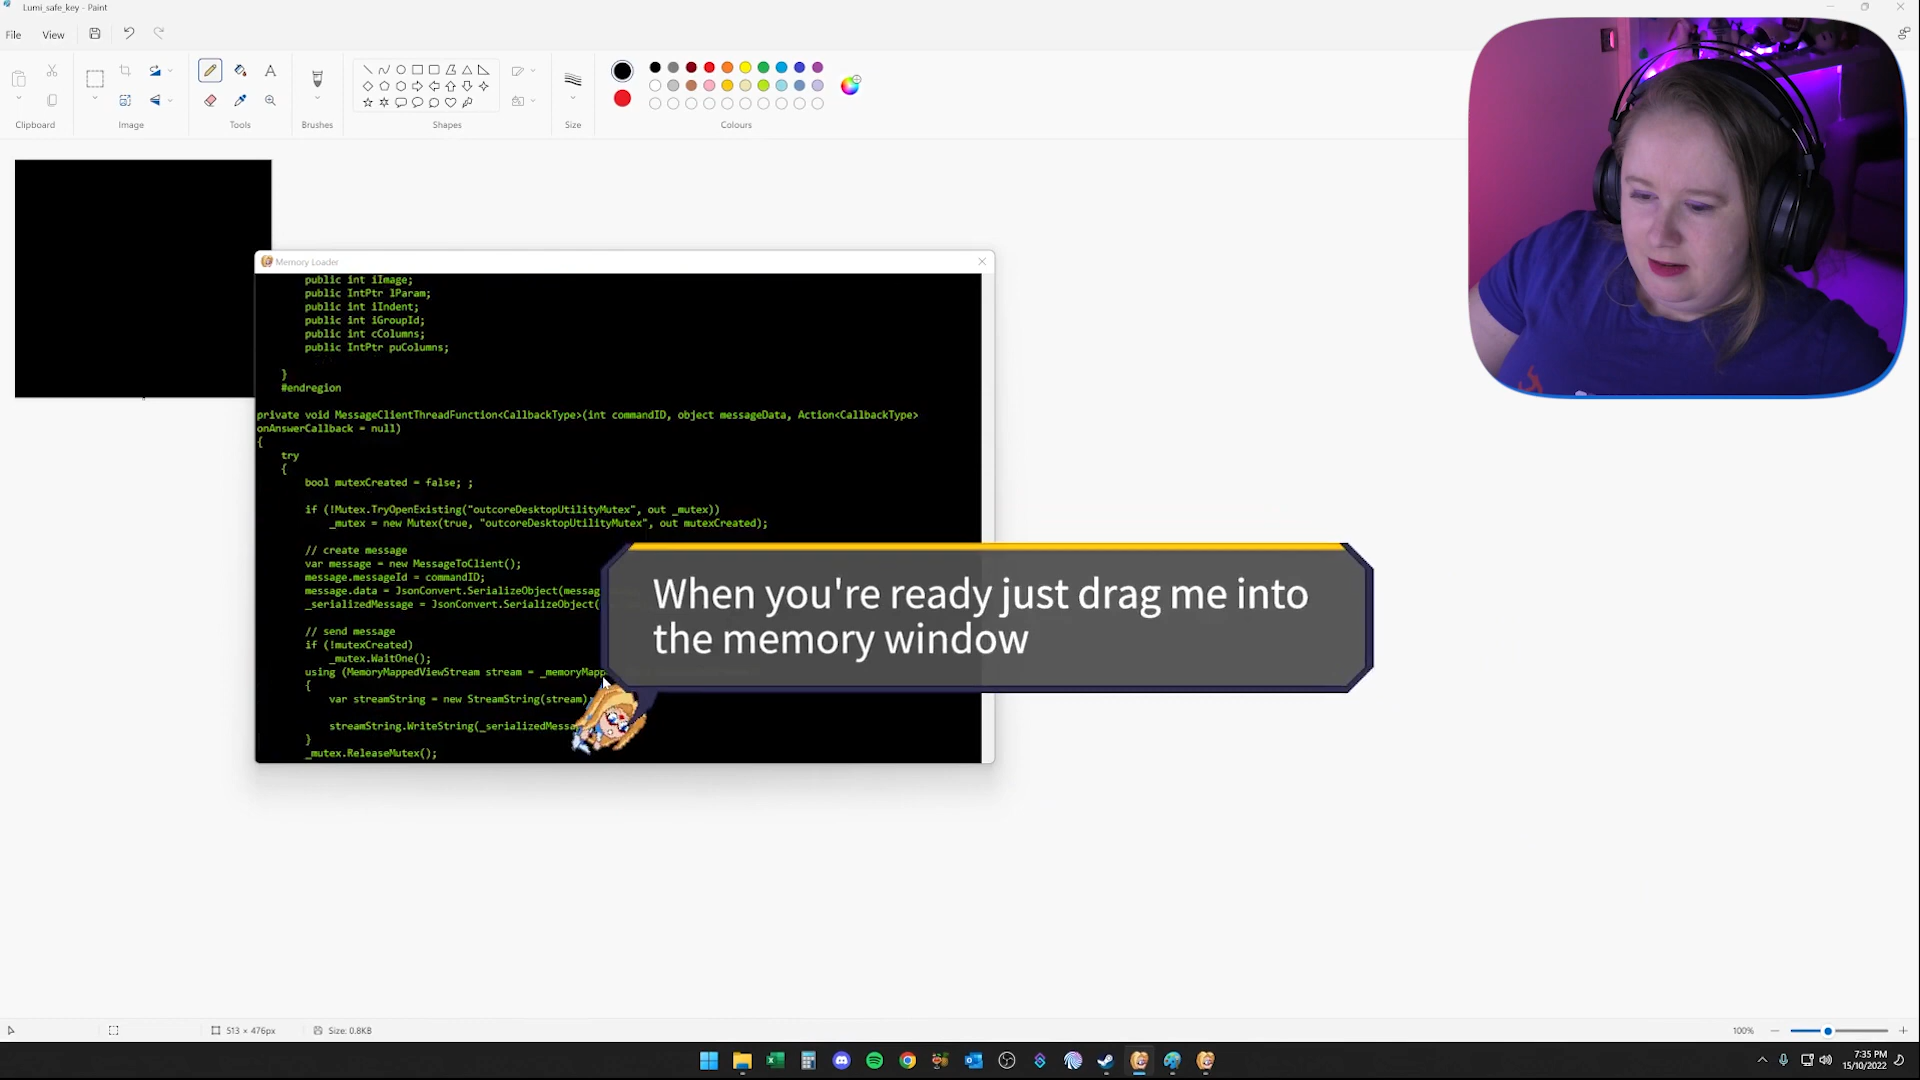 Lumi_safe_key - Paint
File
View
Clipboard
Image
Tools
Brushes
Shapes
Size
Colours
Memory Loader
public int iImage;
public IntPtr lParam;
public int iIndent;
public int iGroupId;
public int cColumns;
public IntPtr puColumns;
}
#endregion
private void MessageClientThreadFunction<CallbackType>(int commandID, object messageData, Action<CallbackType>
onAnswerCallback = null)
{
try
{
bool mutexCreated = false; ;
if (!Mutex.TryOpenExisting("outcoreDesktopUtilityMutex", out _mutex))
_mutex = new Mutex(true, "outcoreDesktopUtilityMutex", out mutexCreated);
// create message
var message = new MessageToClient();
message.messageId = commandID;
message.data = JsonConvert.SerializeObject(messag
_serializedMessage = JsonConvert.SerializeObject(
// send message
if (!mutexCreated)
_mutex.WaitOne();
using (MemoryMappedViewStream stream = _memoryMapp
{
var streamString = new StreamString(stream)
streamString.WriteString(_serializedMessa
}
_mutex.ReleaseMutex();
When you're ready just drag me into
the memory window
513 × 476px
Size: 0.8KB
100%
7:35 PM
15/10/2022